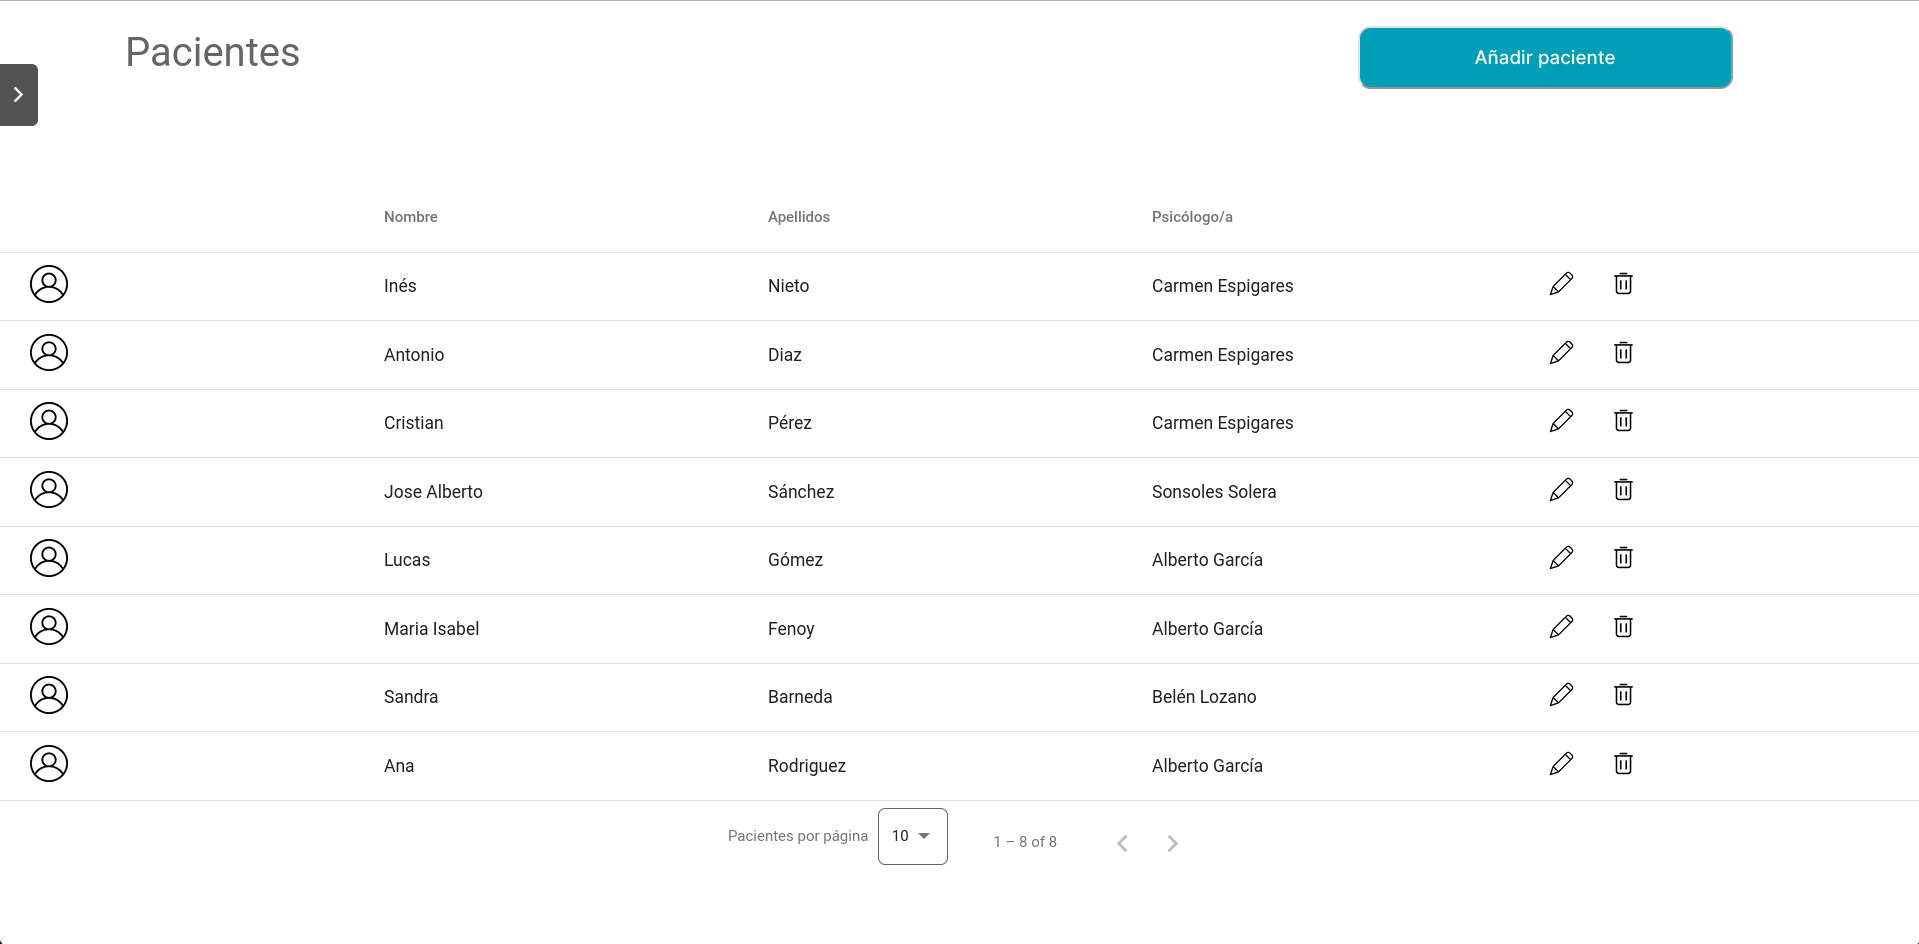 Pacientes
Añadir paciente
Nombre Apellidos Psicólogo/a
Inés Nieto Carmen Espigares
Antonio Diaz Carmen Espigares
Cristian Pérez Carmen Espigares
Jose Alberto Sánchez Sonsoles Solera
Lucas Gómez Alberto García
Maria Isabel Fenoy Alberto García
Sandra Barneda Belén Lozano
Ana Rodriguez Alberto García
Pacientes por página 10 1 – 8 of 8